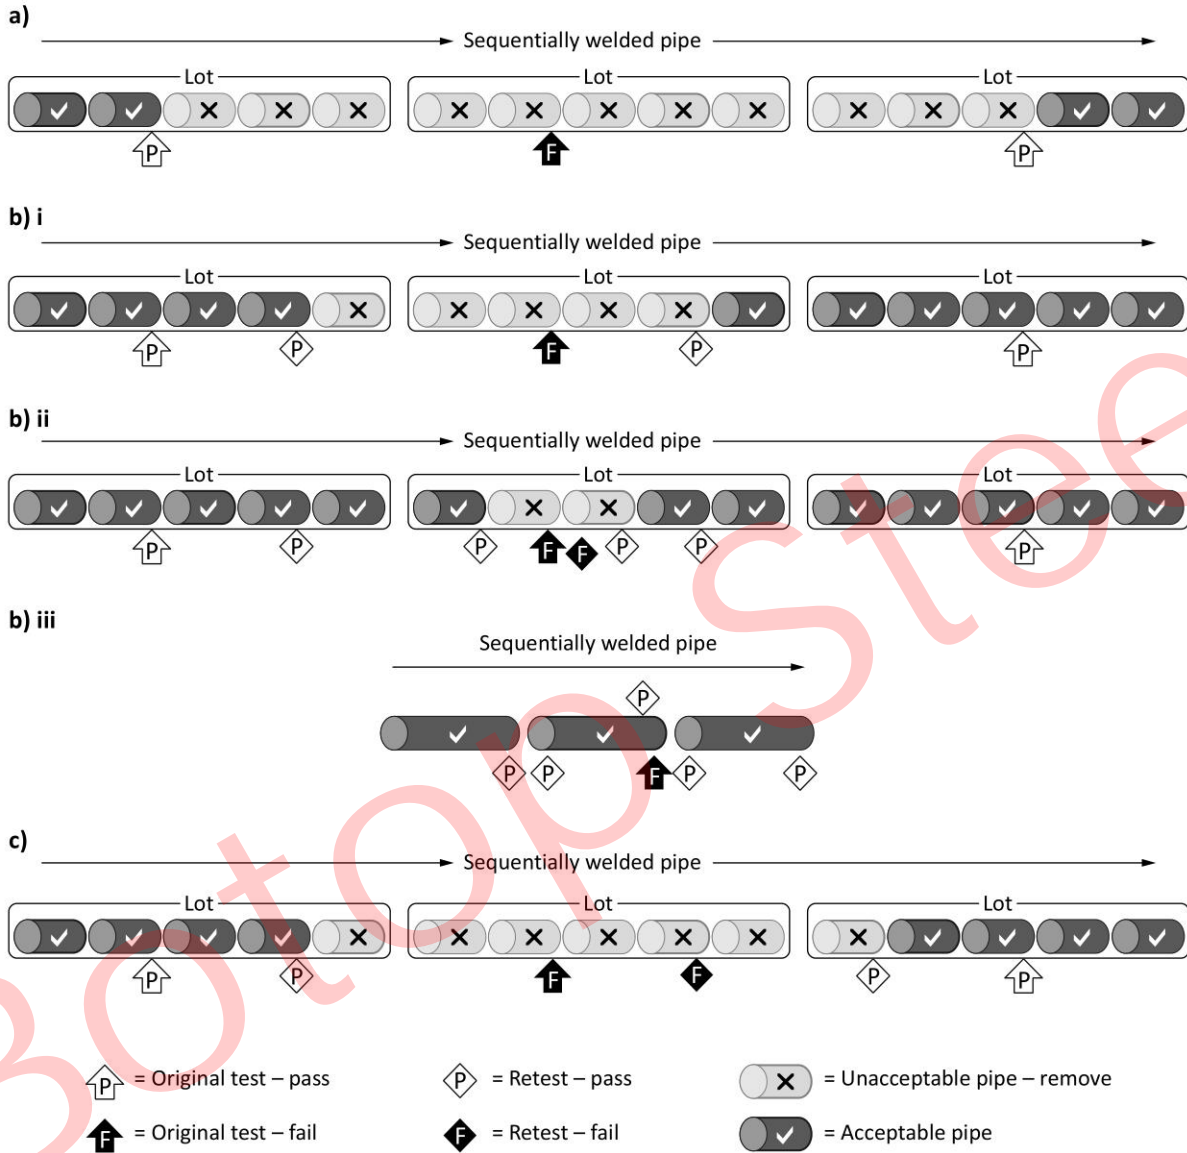 a)
Sequentially welded pipe
Lot Lot Lot
P F P
b) i
Sequentially welded pipe
Lot Lot Lot
P P F P P
b) ii
Sequentially welded pipe
Lot Lot Lot
P P P F F P P P
b) iii
Sequentially welded pipe
P
P P F P P
c)
Sequentially welded pipe
Lot Lot Lot
P P F F P P
P = Original test – pass P = Retest – pass = Unacceptable pipe – remove
F = Original test – fail F = Retest – fail = Acceptable pipe
Botop Stee